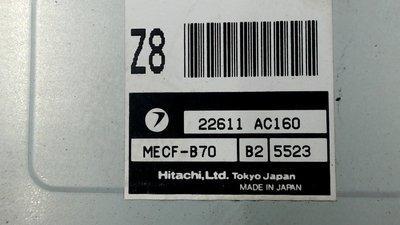 Z8
22611 AC160
MECF-B70 B2 5523
Hitachi,Ltd. Tokyo Japan
MADE IN JAPAN